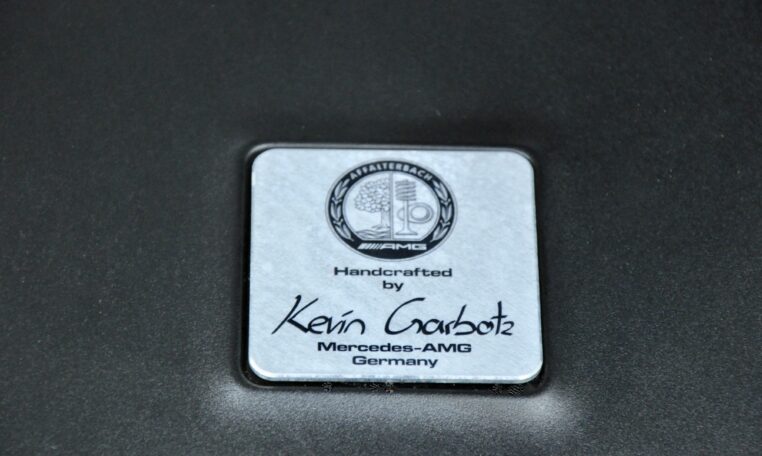 AFFALTERBACH
AMG
Handcrafted
by
Kevin Garbotz
Mercedes-AMG
Germany